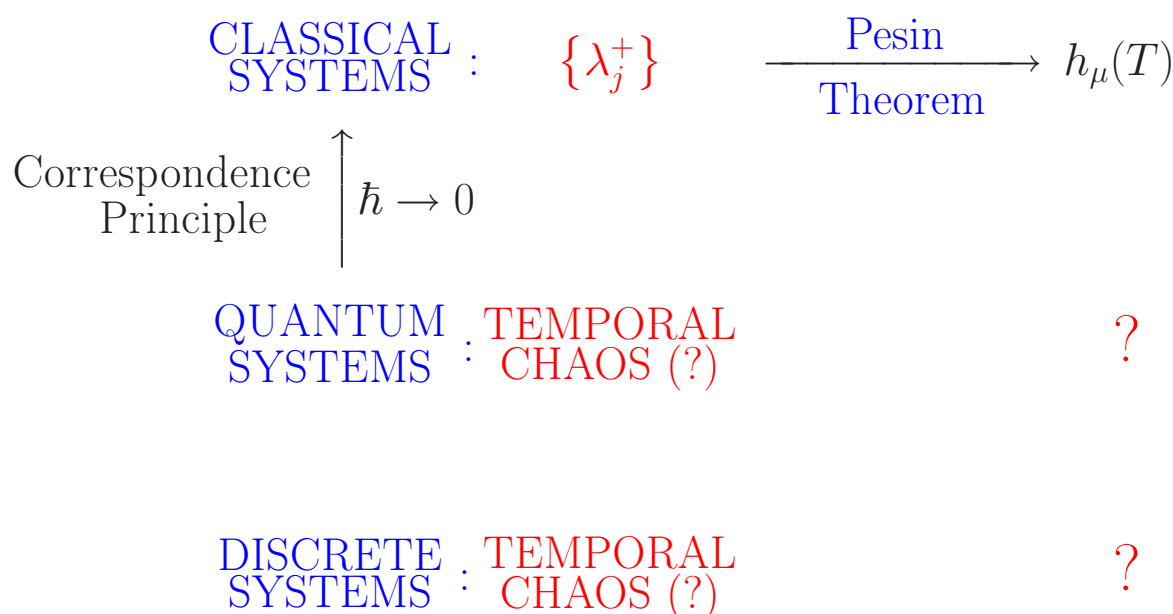 CLASSICAL SYSTEMS : {λ_j^+} Pesin Theorem ⟶ h_μ(T)
Correspondence Principle ↑ ℏ → 0
QUANTUM SYSTEMS : TEMPORAL CHAOS (?) ?
DISCRETE SYSTEMS : TEMPORAL CHAOS (?) ?